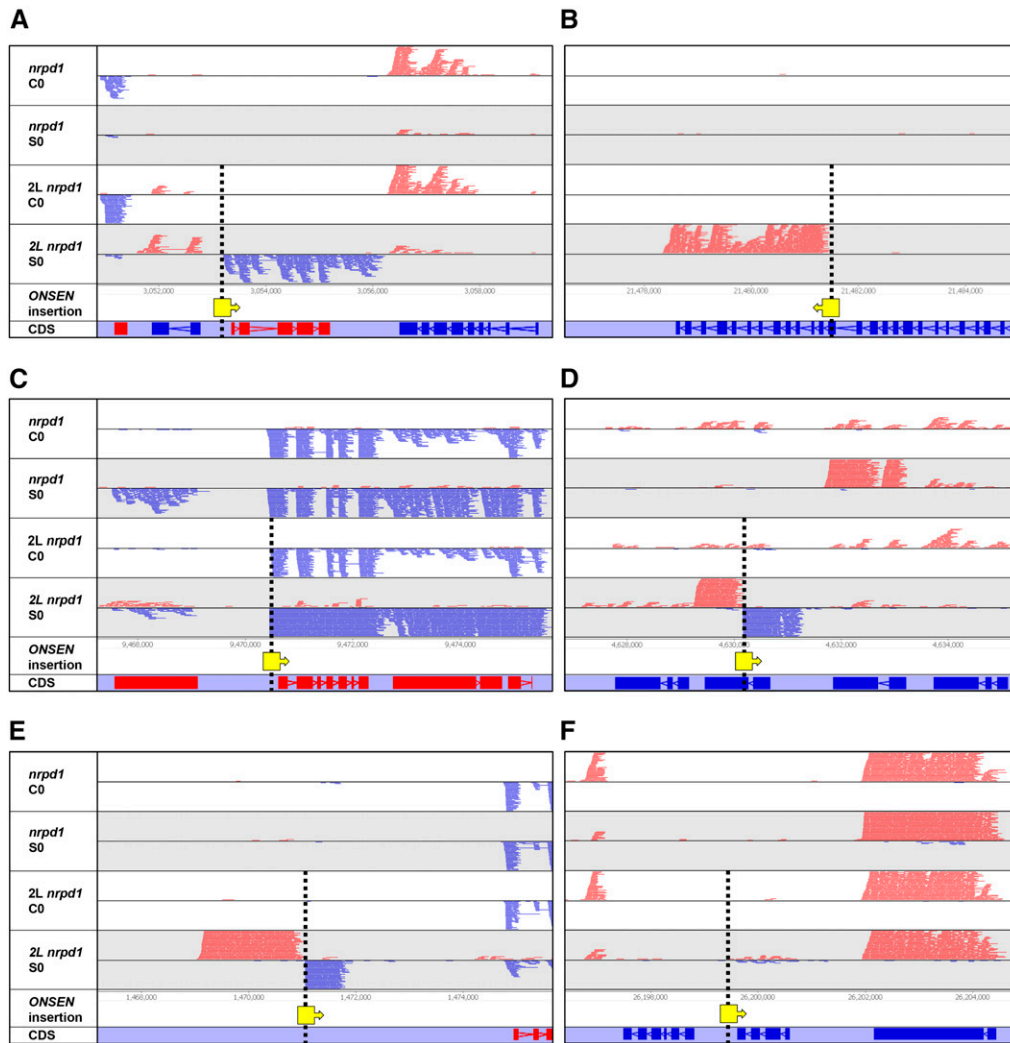 A
nrpd1
C0
nrpd1
S0
2L nrpd1
C0
2L nrpd1
S0
3,052,000 3,054,000 3,056,000 3,058,000
ONSEN
insertion
CDS
B
21,478,000 21,480,000 21,482,000 21,484,000
C
nrpd1
C0
nrpd1
S0
2L nrpd1
C0
2L nrpd1
S0
9,468,000 9,470,000 9,472,000 9,474,000
ONSEN
insertion
CDS
D
4,628,000 4,630,000 4,632,000 4,634,000
E
nrpd1
C0
nrpd1
S0
2L nrpd1
C0
2L nrpd1
S0
1,468,000 1,470,000 1,472,000 1,474,000
ONSEN
insertion
CDS
F
26,198,000 26,200,000 26,202,000 26,204,000